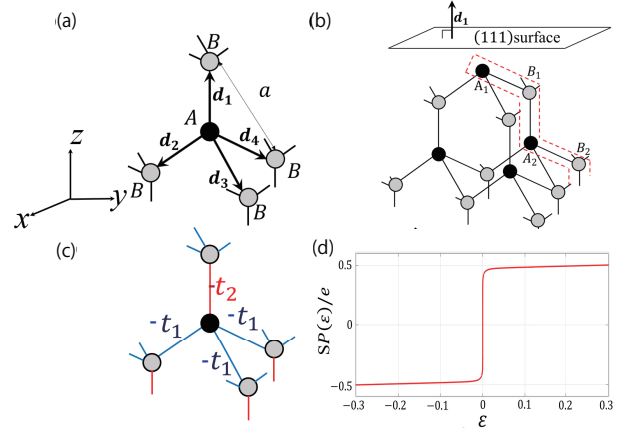 (a)
B
d₁
a
A
d₂
d₄
B
B
d₃
B
z
y
x
(b)
d₁
(111)surface
A₁
B₁
A₂
B₂
(c)
-t₂
-t₁
-t₁
-t₁
(d)
SP(ε)/e
0.5
0
−0.5
−0.3
−0.2
−0.1
0
0.1
0.2
0.3
ε